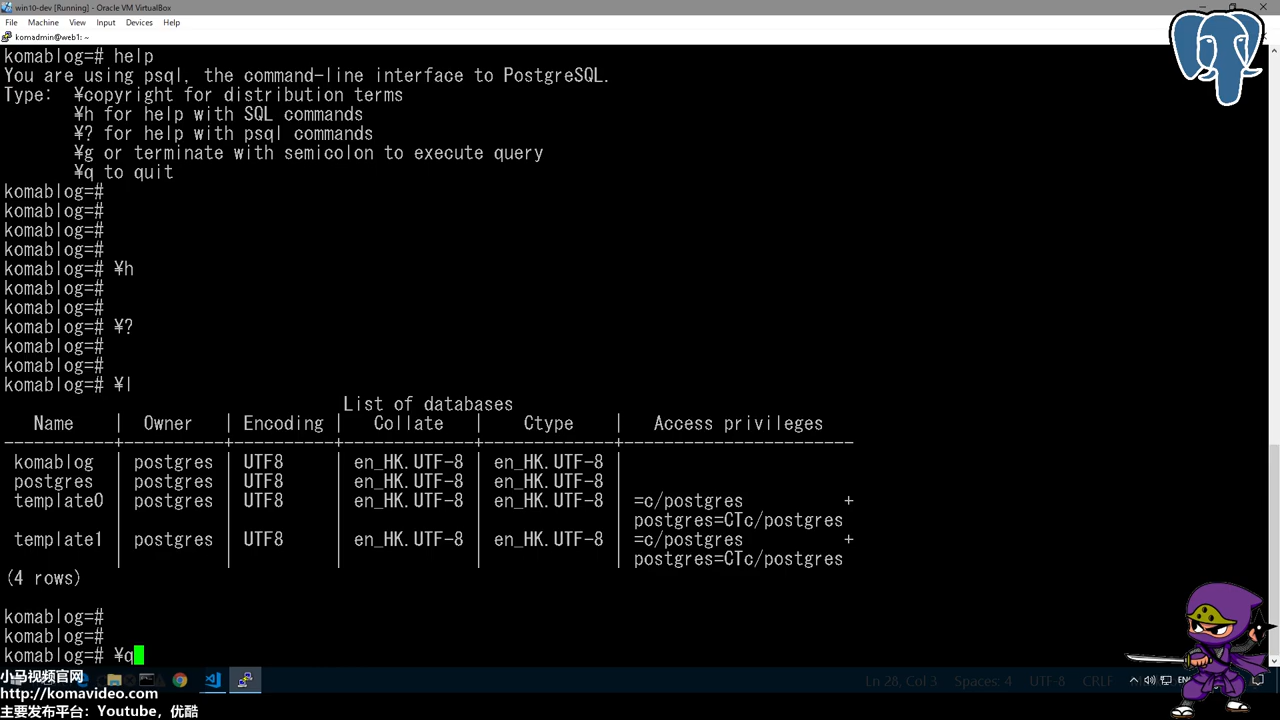 win10-dev [Running] - Oracle VM VirtualBox
File Machine View Input Devices Help
komadmin@web1: ~
komablog=# help
You are using psql, the command-line interface to PostgreSQL.
Type: ¥copyright for distribution terms
¥h for help with SQL commands
¥? for help with psql commands
¥g or terminate with semicolon to execute query
¥q to quit
komablog=#
komablog=#
komablog=#
komablog=#
komablog=# ¥h
komablog=#
komablog=#
komablog=# ¥?
komablog=#
komablog=#
komablog=# ¥l
List of databases
Name | Owner | Encoding | Collate | Ctype | Access privileges
-----------+----------+----------+-------------+-------------+-----------------------
komablog | postgres | UTF8 | en_HK.UTF-8 | en_HK.UTF-8 |
postgres | postgres | UTF8 | en_HK.UTF-8 | en_HK.UTF-8 |
template0 | postgres | UTF8 | en_HK.UTF-8 | en_HK.UTF-8 | =c/postgres +
| | | | | postgres=CTc/postgres
template1 | postgres | UTF8 | en_HK.UTF-8 | en_HK.UTF-8 | =c/postgres +
| | | | | postgres=CTc/postgres
(4 rows)
komablog=#
komablog=#
komablog=# ¥q
小马视频官网
http://komavideo.com
主要发布平台：Youtube，优酷
Ln 28, Col 3 Spaces: 4 UTF-8 CRLF
ENG